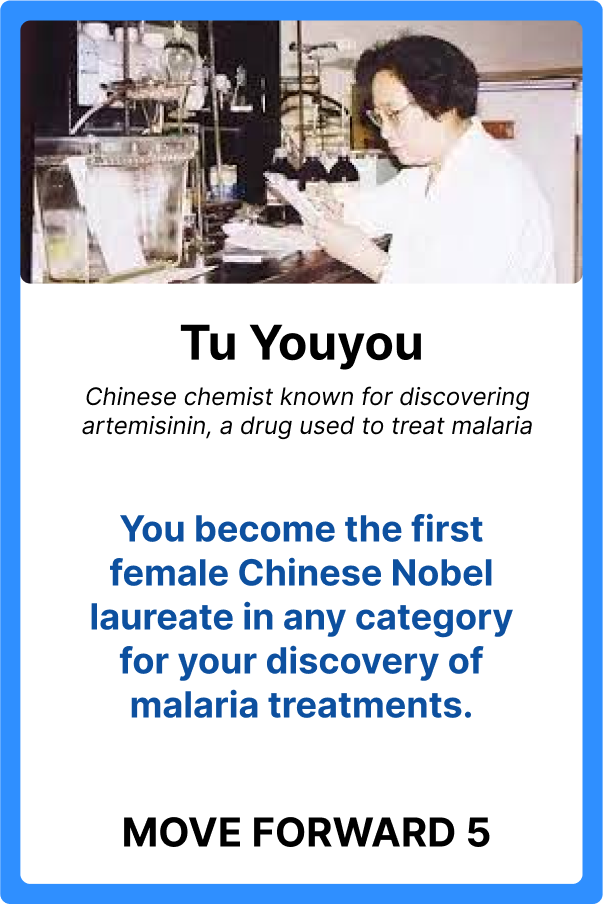 Tu Youyou
Chinese chemist known for discovering
artemisinin, a drug used to treat malaria
You become the first
female Chinese Nobel
laureate in any category
for your discovery of
malaria treatments.
MOVE FORWARD 5